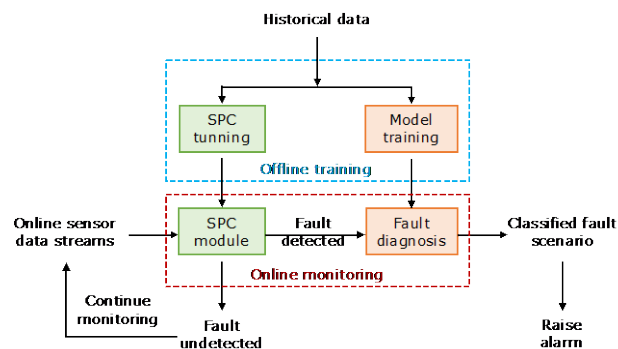 Historical data
SPC
tunning
Model
training
Offline training
Online sensor
data streams
SPC
module
Fault
detected
Fault
diagnosis
Classified fault
scenario
Online monitoring
Continue
monitoring
Fault
undetected
Raise
alarm